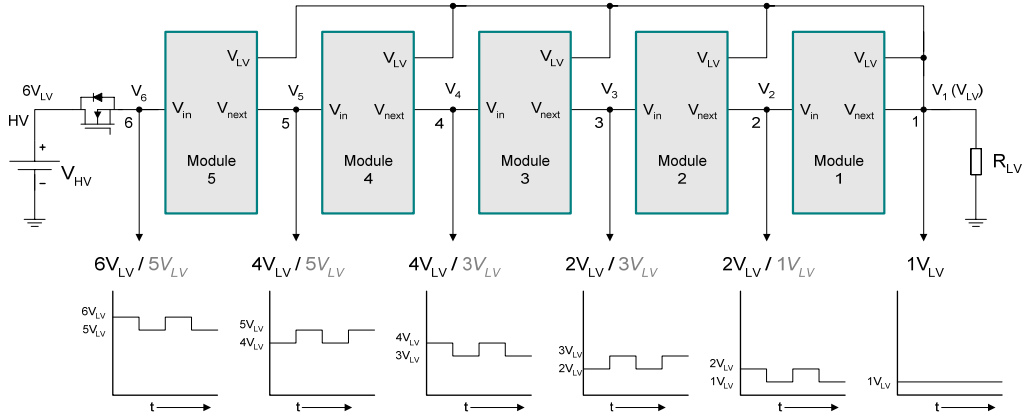 V_LV V_LV V_LV V_LV V_LV
6V_LV V_6 V_5 V_4 V_3 V_2 V_1 (V_LV)
HV 6 V_in V_next 5 V_in V_next 4 V_in V_next 3 V_in V_next 2 V_in V_next 1
+ V_HV - Module 5 Module 4 Module 3 Module 2 Module 1 R_LV
6V_LV / 5V_LV 4V_LV / 5V_LV 4V_LV / 3V_LV 2V_LV / 3V_LV 2V_LV / 1V_LV 1V_LV
6V_LV 5V_LV 4V_LV 3V_LV 2V_LV
5V_LV 4V_LV 3V_LV 2V_LV 1V_LV 1V_LV
t t t t t t